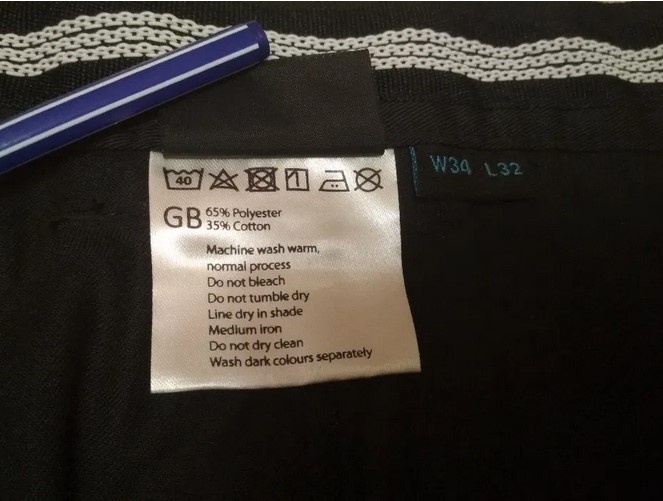 40
GB 65% Polyester
35% Cotton
Machine wash warm,
normal process
Do not bleach
Do not tumble dry
Line dry in shade
Medium iron
Do not dry clean
Wash dark colours separately
W34 L32